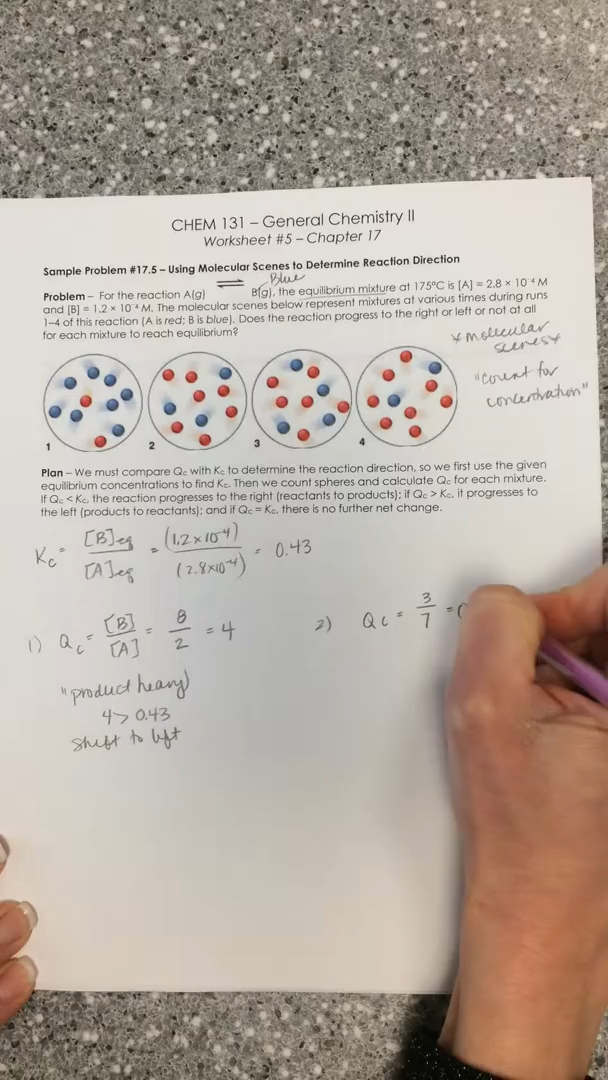 CHEM 131 – General Chemistry II
Worksheet #5 – Chapter 17
Sample Problem #17.5 – Using Molecular Scenes to Determine Reaction Direction
Blue
Problem – For the reaction A(g) ⇌ B(g), the equilibrium mixture at 175°C is [A] = 2.8 × 10⁻⁴ M
and [B] = 1.2 × 10⁻⁴ M. The molecular scenes below represent mixtures at various times during runs
1–4 of this reaction (A is red; B is blue). Does the reaction progress to the right or left or not at all
for each mixture to reach equilibrium?
* molecular
scenes *
"count for
concentration"
1 2 3 4
Plan – We must compare Qc with Kc to determine the reaction direction, so we first use the given
equilibrium concentrations to find Kc. Then we count spheres and calculate Qc for each mixture.
If Qc < Kc, the reaction progresses to the right (reactants to products); if Qc > Kc, it progresses to
the left (products to reactants); and if Qc = Kc, there is no further net change.
Kc = [B]eq / [A]eq = (1.2 × 10⁻⁴) / (2.8 × 10⁻⁴) = 0.43
1) Qc = [B] / [A] = 8 / 2 = 4
"product heavy)
4 > 0.43
shift to left
2) Qc = 3 / 7 =